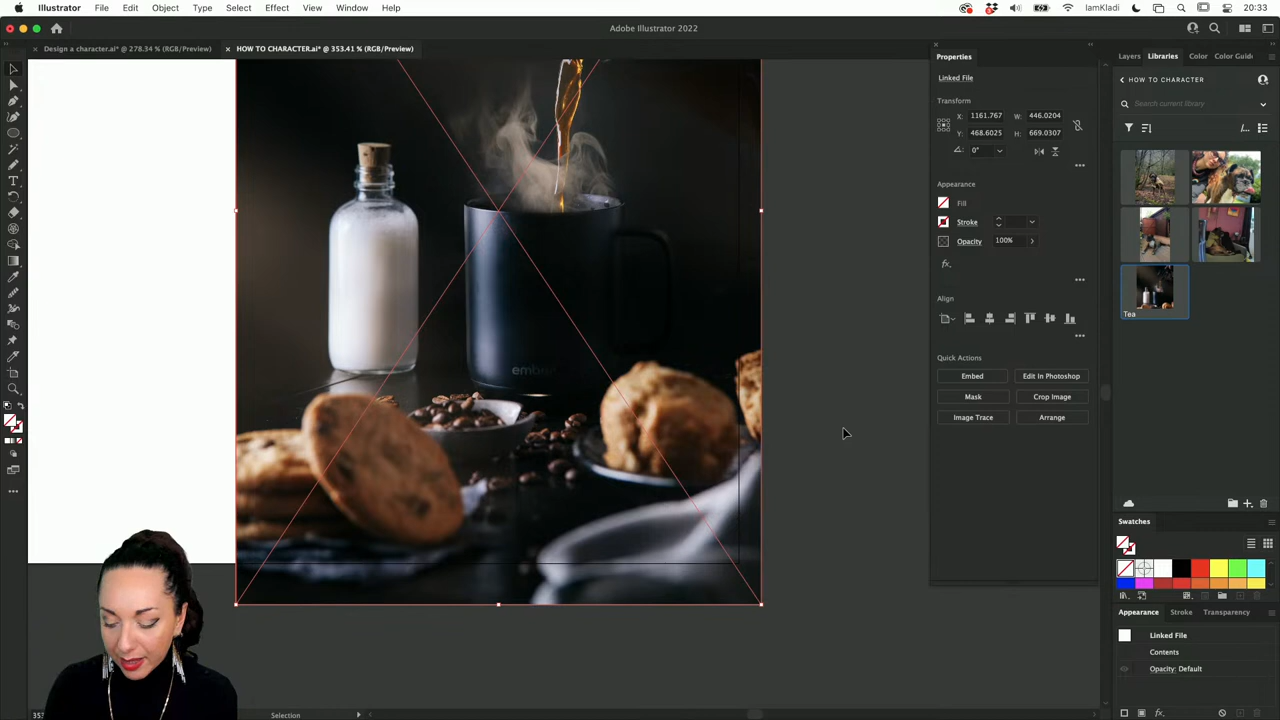 Illustrator File Edit Object Type Select Effect View Window Help IamKladi 20:33
Adobe Illustrator 2022
× Design a character.ai* @ 278.34 % (RGB/Preview) × HOW TO CHARACTER.ai* @ 353.41 % (RGB/Preview)
Properties
Linked File
Transform
X: 1161.767 W: 446.0204
Y: 468.6025 H: 669.0307
0°
Appearance
Fill
Stroke
Opacity 100%
fx.
Align
Quick Actions
Embed Edit In Photoshop
Mask Crop Image
Image Trace Arrange
Layers Libraries Color Color Guide
HOW TO CHARACTER
Search current library
Tea
Swatches
Appearance Stroke Transparency
Linked File
Contents
Opacity: Default
fx.
Selection